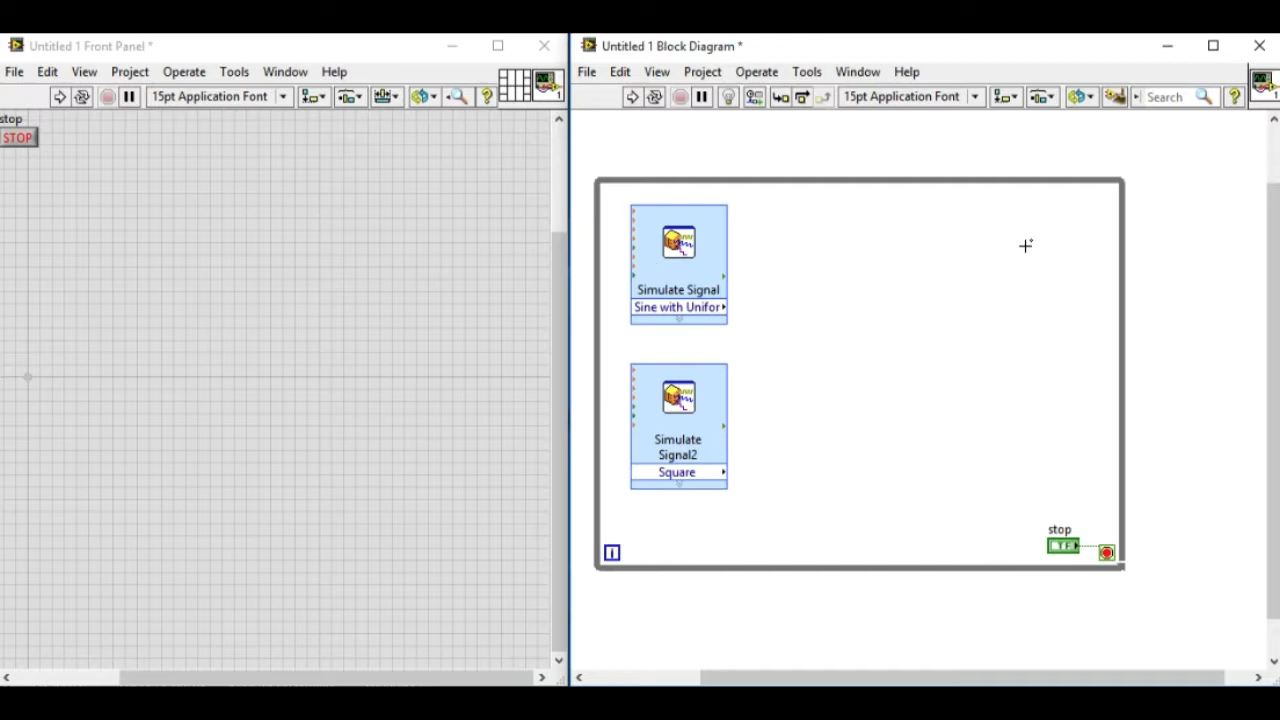 Untitled 1 Front Panel *
File Edit View Project Operate Tools Window Help
15pt Application Font
1
stop
STOP
Untitled 1 Block Diagram *
File Edit View Project Operate Tools Window Help
15pt Application Font
Search
1
Simulate Signal
Sine with Unifor
Simulate
Signal2
Square
stop
TF
i